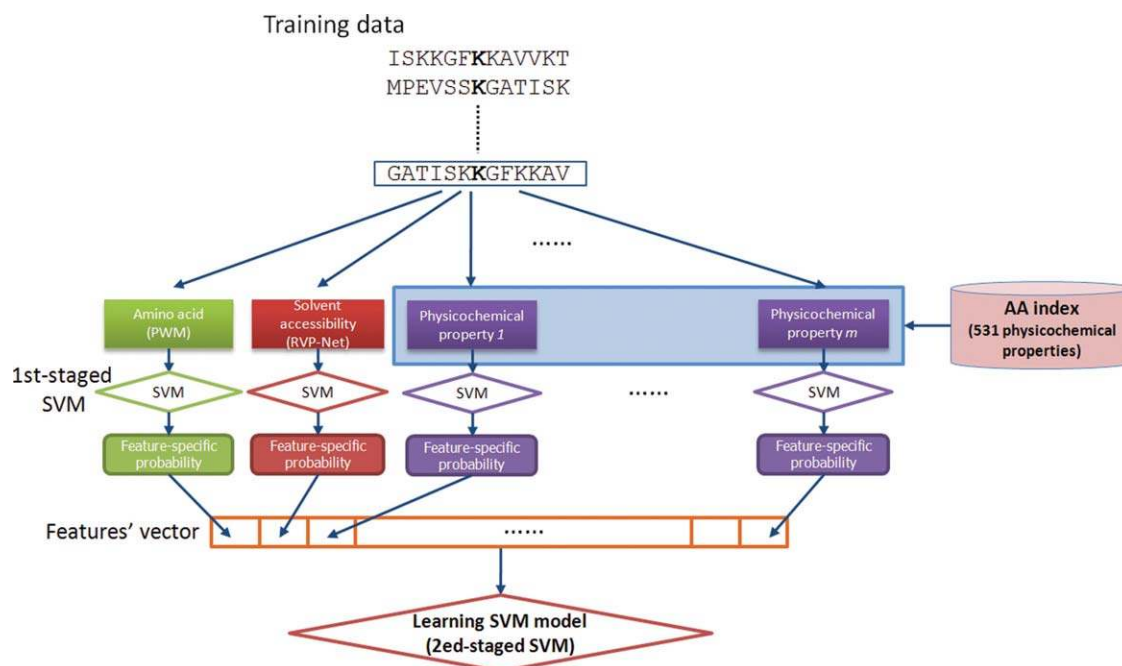 Training data
ISKKGFKKAVVKT
MPEVSSKGATISK
GATISKKGFKKAV
......
Amino acid
(PWM)
Solvent
accessibility
(RVP-Net)
Physicochemical
property 1
Physicochemical
property m
AA index
(531 physicochemical
properties)
1st-staged
SVM
SVM
SVM
SVM
......
SVM
Feature-specific
probability
Feature-specific
probability
Feature-specific
probability
Feature-specific
probability
Features' vector
......
Learning SVM model
(2ed-staged SVM)